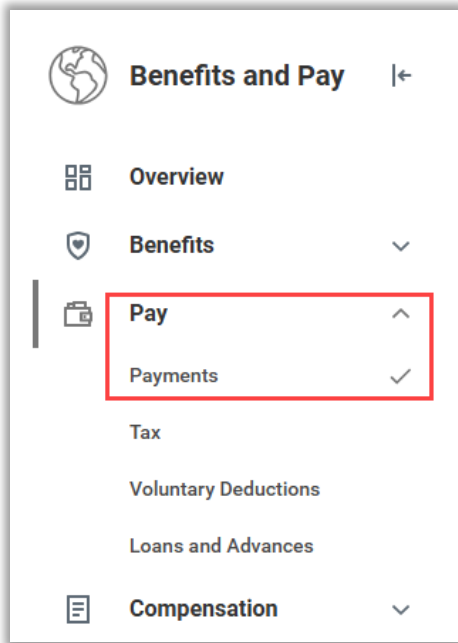 Benefits and Pay
Overview
Benefits
Pay
Payments
Tax
Voluntary Deductions
Loans and Advances
Compensation